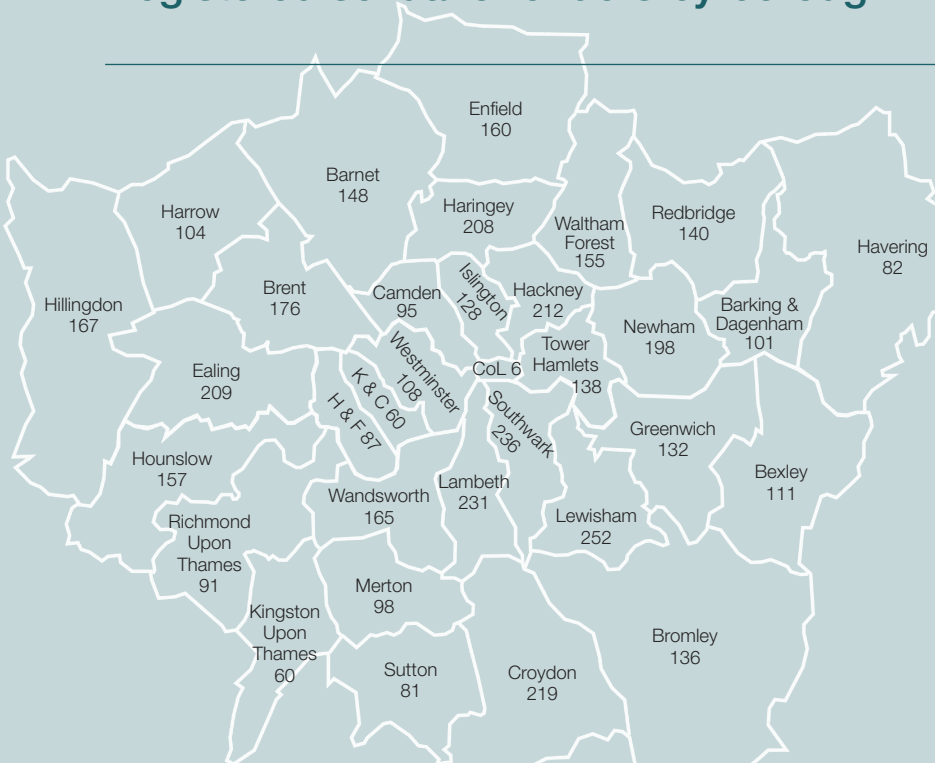 Enfield
160
Barnet
148
Harrow
104
Haringey
208
Waltham
Forest
155
Redbridge
140
Havering
82
Hillingdon
167
Brent
176
Camden
95
Islington
128
Hackney
212
Newham
198
Barking &
Dagenham
101
Ealing
209
Westminster
108
K & C 60
H & F 87
CoL 6
Tower
Hamlets
138
Southwark
236
Greenwich
132
Hounslow
157
Bexley
111
Wandsworth
165
Lambeth
231
Lewisham
252
Richmond
Upon
Thames
91
Merton
98
Kingston
Upon
Thames
60
Sutton
81
Croydon
219
Bromley
136